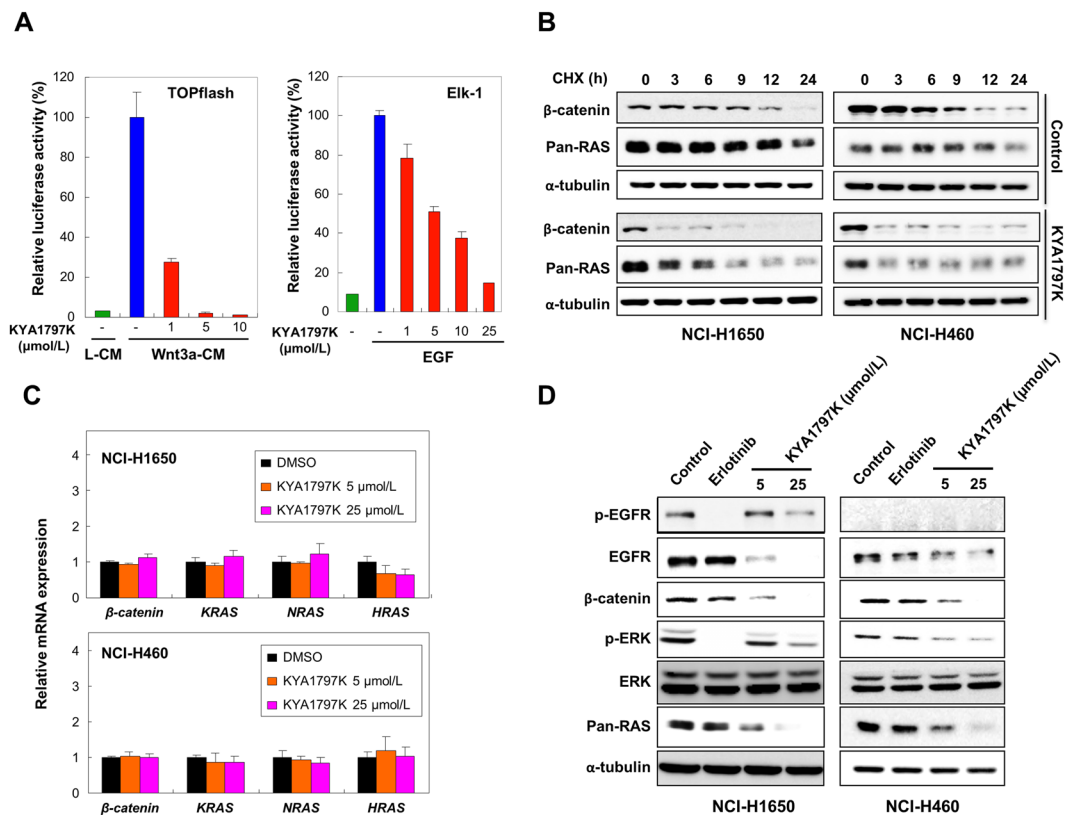 A
120
100
80
60
40
20
0
Relative luciferase activity (%)
TOPflash
KYA1797K - - 1 5 10
(µmol/L)
L-CM Wnt3a-CM
120
100
80
60
40
20
0
Relative luciferase activity (%)
Elk-1
KYA1797K - - 1 5 10 25
(µmol/L)
EGF
B
CHX (h) 0 3 6 9 12 24 0 3 6 9 12 24
β-catenin
Pan-RAS
α-tubulin
Control
β-catenin
Pan-RAS
α-tubulin
KYA1797K
NCI-H1650 NCI-H460
C
Relative mRNA expression
NCI-H1650
4
3
2
1
0
DMSO
KYA1797K 5 µmol/L
KYA1797K 25 µmol/L
β-catenin KRAS NRAS HRAS
NCI-H460
4
3
2
1
0
DMSO
KYA1797K 5 µmol/L
KYA1797K 25 µmol/L
β-catenin KRAS NRAS HRAS
D
Control Erlotinib KYA1797K (µmol/L) Control Erlotinib KYA1797K (µmol/L)
5 25 5 25
p-EGFR
EGFR
β-catenin
p-ERK
ERK
Pan-RAS
α-tubulin
NCI-H1650 NCI-H460